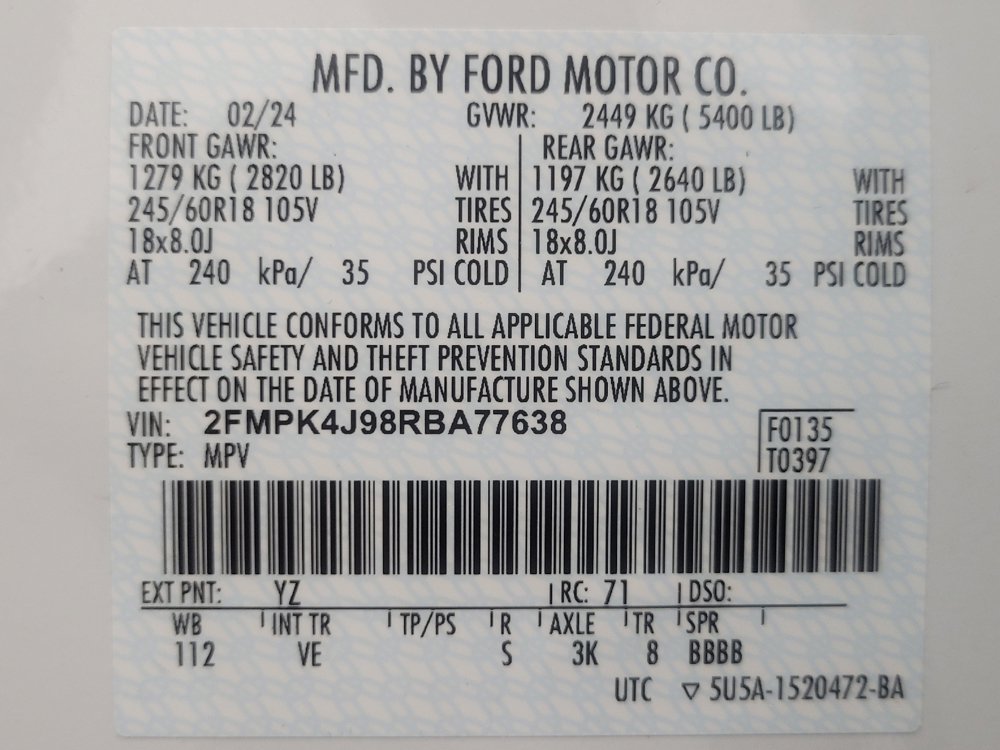 MFD. BY FORD MOTOR CO.
DATE: 02/24 GVWR: 2449 KG ( 5400 LB)
FRONT GAWR: REAR GAWR:
1279 KG ( 2820 LB) WITH 1197 KG ( 2640 LB) WITH
245/60R18 105V TIRES 245/60R18 105V TIRES
18x8.0J RIMS 18x8.0J RIMS
AT 240 kPa/ 35 PSI COLD AT 240 kPa/ 35 PSI COLD
THIS VEHICLE CONFORMS TO ALL APPLICABLE FEDERAL MOTOR
VEHICLE SAFETY AND THEFT PREVENTION STANDARDS IN
EFFECT ON THE DATE OF MANUFACTURE SHOWN ABOVE.
VIN: 2FMPK4J98RBA77638 F0135
TYPE: MPV T0397
EXT PNT: YZ RC: 71 DSO:
WB INT TR TP/PS R AXLE TR SPR
112 VE S 3K 8 BBBB
UTC ▽ 5U5A-1520472-BA